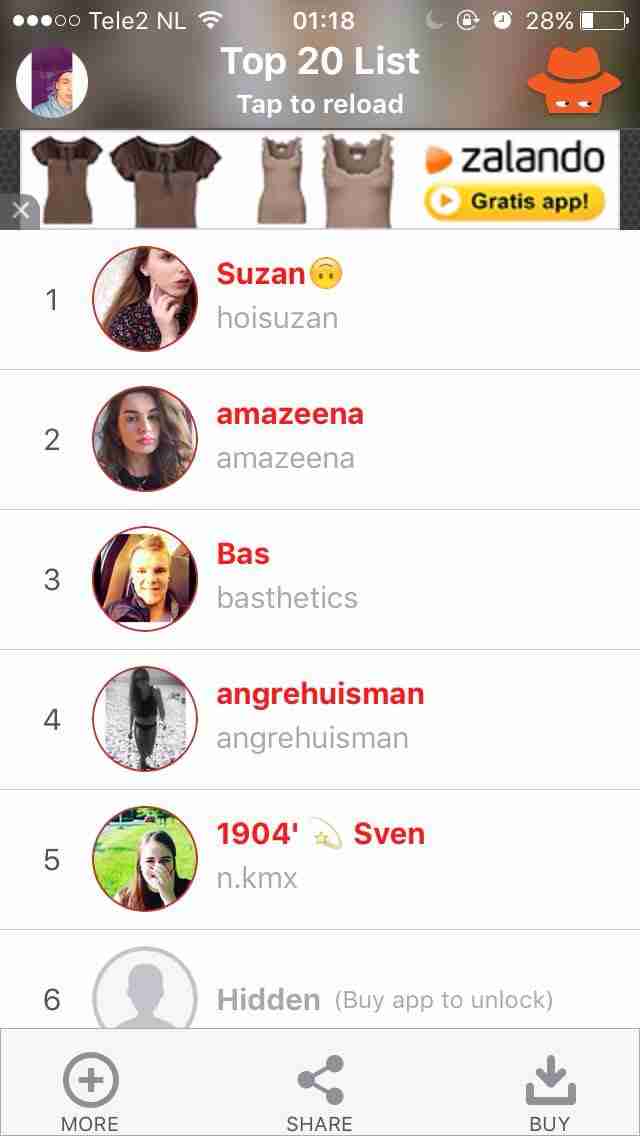 Tele2 NL 01:18 28%
Top 20 List
Tap to reload
zalando
Gratis app!
1 Suzan🙃
hoisuzan
2 amazeena
amazeena
3 Bas
basthetics
4 angrehuisman
angrehuisman
5 1904' 💫 Sven
n.kmx
6 Hidden (Buy app to unlock)
MORE SHARE BUY